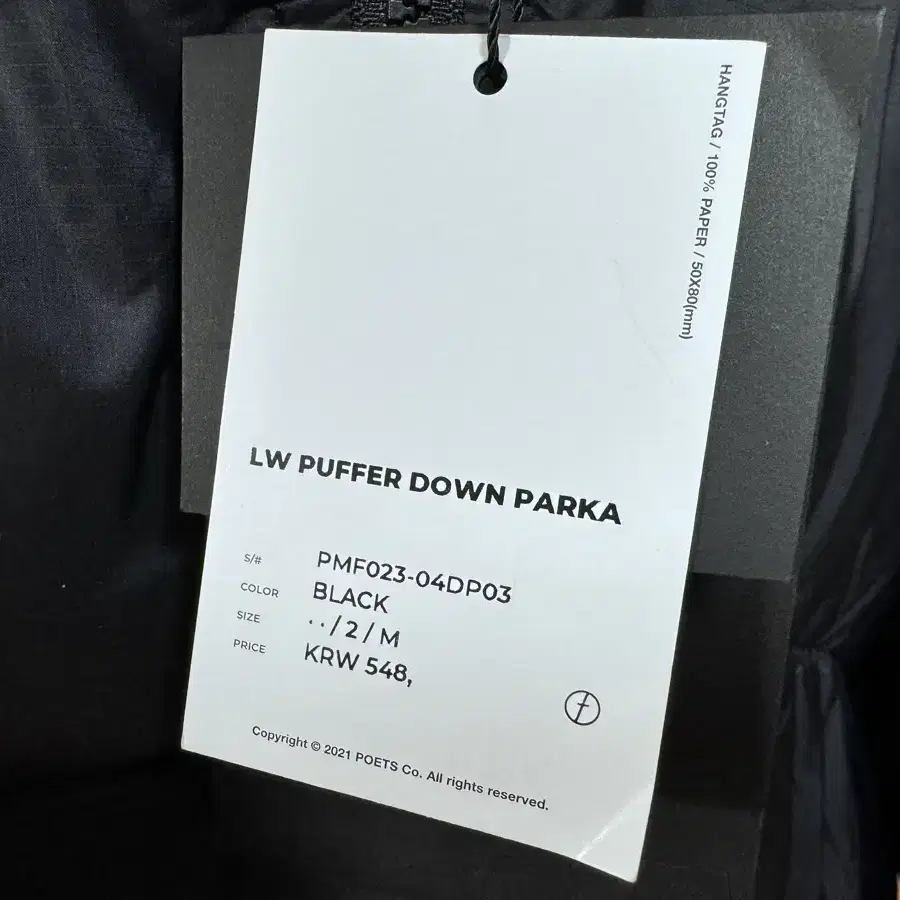 HANGTAG / 100% PAPER / 50X80(mm)
LW PUFFER DOWN PARKA
S/# PMF023-04DP03
COLOR BLACK
SIZE ··/ 2 / M
PRICE KRW 548,
Copyright © 2021 POETS Co. All rights reserved.